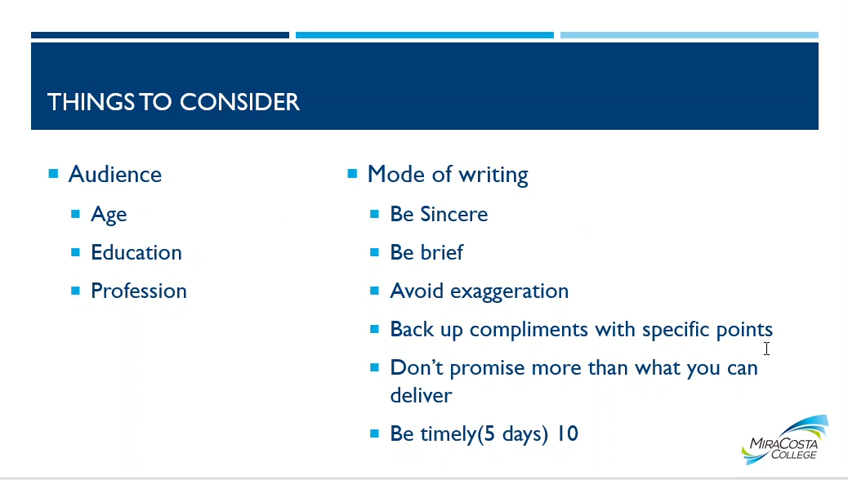 THINGS TO CONSIDER
Audience
Age
Education
Profession
Mode of writing
Be Sincere
Be brief
Avoid exaggeration
Back up compliments with specific points
Don't promise more than what you can
deliver
Be timely(5 days) 10
MIRACOSTA
COLLEGE